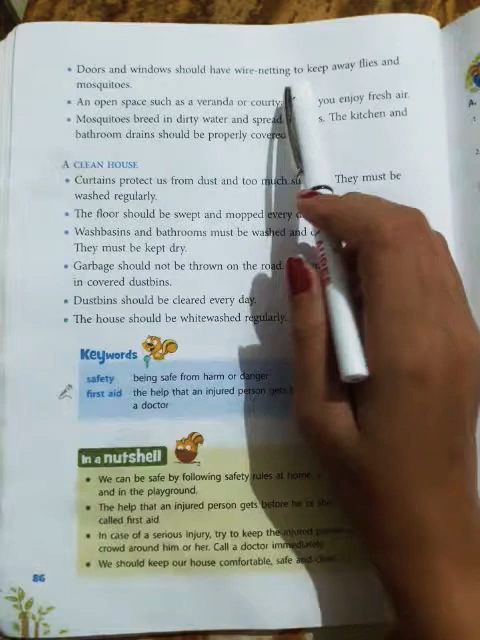 • Doors and windows should have wire-netting to keep away flies and
mosquitoes.
• An open space such as a veranda or courty you enjoy fresh air.
• Mosquitoes breed in dirty water and spread s. The kitchen and
bathroom drains should be properly covered
A CLEAN HOUSE
• Curtains protect us from dust and too much su They must be
washed regularly.
• The floor should be swept and mopped every
• Washbasins and bathrooms must be washed and
They must be kept dry.
• Garbage should not be thrown on the road.
in covered dustbins.
• Dustbins should be cleared every day.
• The house should be whitewashed regularly.
Keywords
safety being safe from harm or danger
first aid the help that an injured person gets
a doctor
In a nutshell
• We can be safe by following safety rules at home,
and in the playground.
• The help that an injured person gets before he or she
called first aid.
• In case of a serious injury, try to keep the injured
crowd around him or her. Call a doctor immediately.
• We should keep our house comfortable, safe and clean
86
A.
1
2